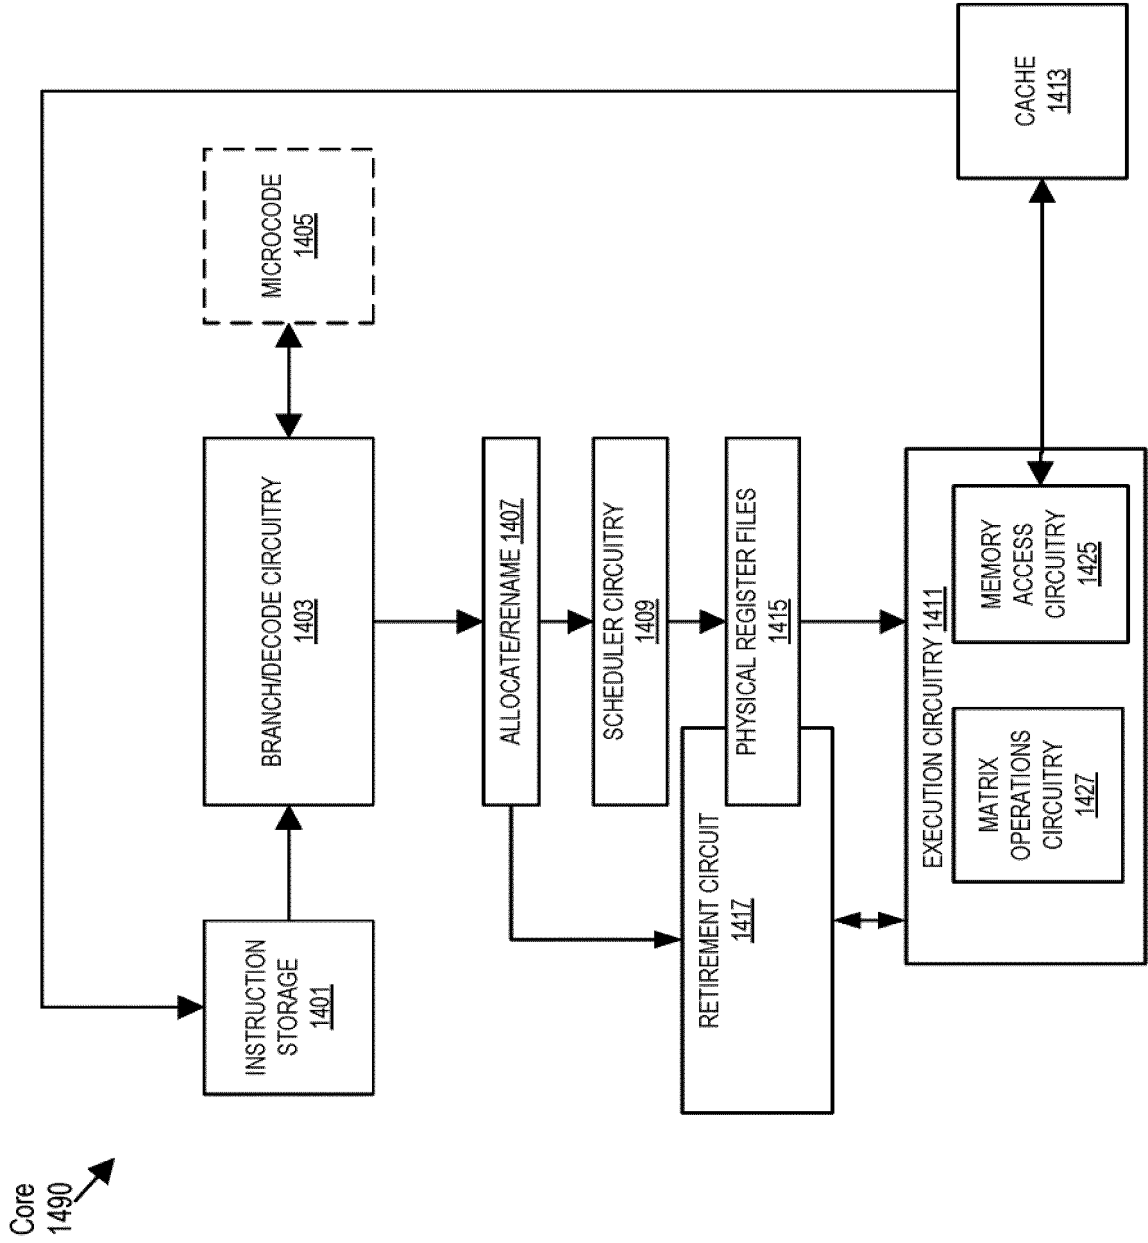 Core
1490
INSTRUCTION
STORAGE
1401
BRANCH/DECODE CIRCUITRY
1403
MICROCODE
1405
ALLOCATE/RENAME 1407
SCHEDULER CIRCUITRY
1409
RETIREMENT CIRCUIT
1417
PHYSICAL REGISTER FILES
1415
EXECUTION CIRCUITRY 1411
MATRIX
OPERATIONS
CIRCUITRY
1427
MEMORY
ACCESS
CIRCUITRY
1425
CACHE
1413